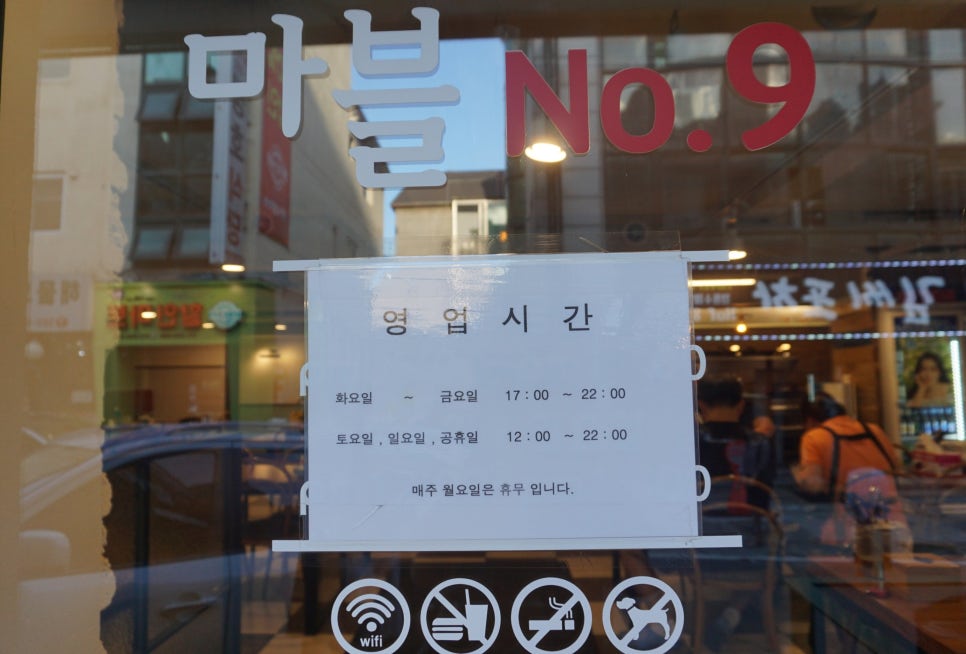 마블 No.9
영 업 시 간
화요일 ~ 금요일 17:00 ~ 22:00
토요일 , 일요일 , 공휴일 12:00 ~ 22:00
매주 월요일은 휴무 입니다.
wifi